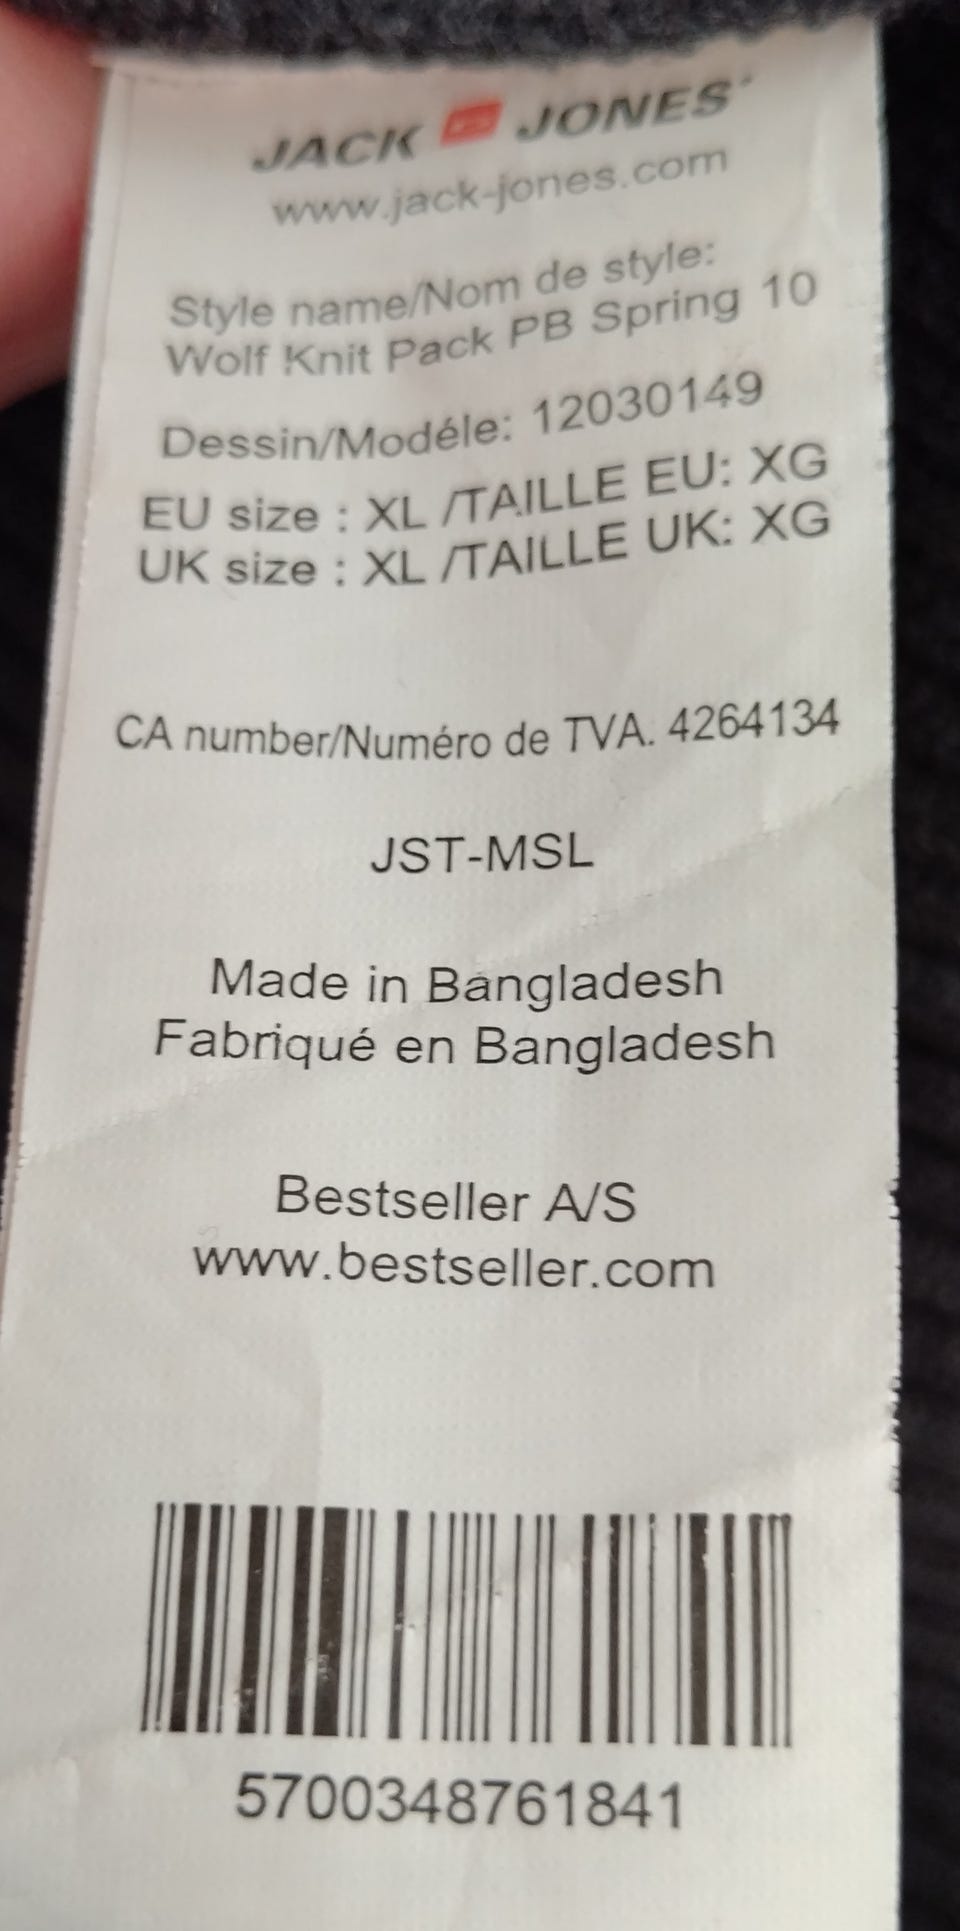 JACK JONES
www.jack-jones.com
Style name/Nom de style:
Wolf Knit Pack PB Spring 10
Dessin/Modéle: 12030149
EU size : XL /TAILLE EU: XG
UK size : XL /TAILLE UK: XG
CA number/Numéro de TVA. 4264134
JST-MSL
Made in Bangladesh
Fabriqué en Bangladesh
Bestseller A/S
www.bestseller.com
5700348761841